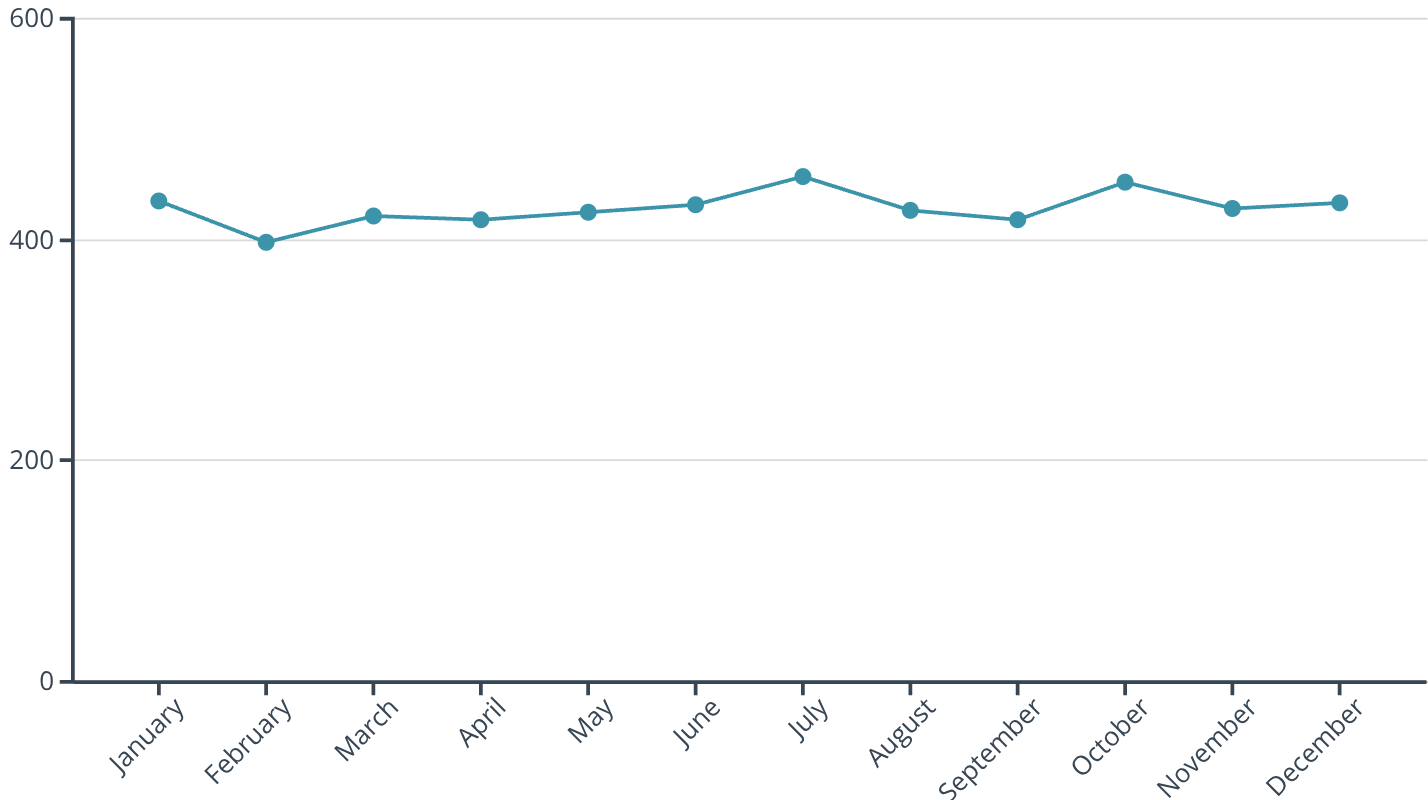 600
400
200
0
January
February
March
April
May
June
July
August
September
October
November
December